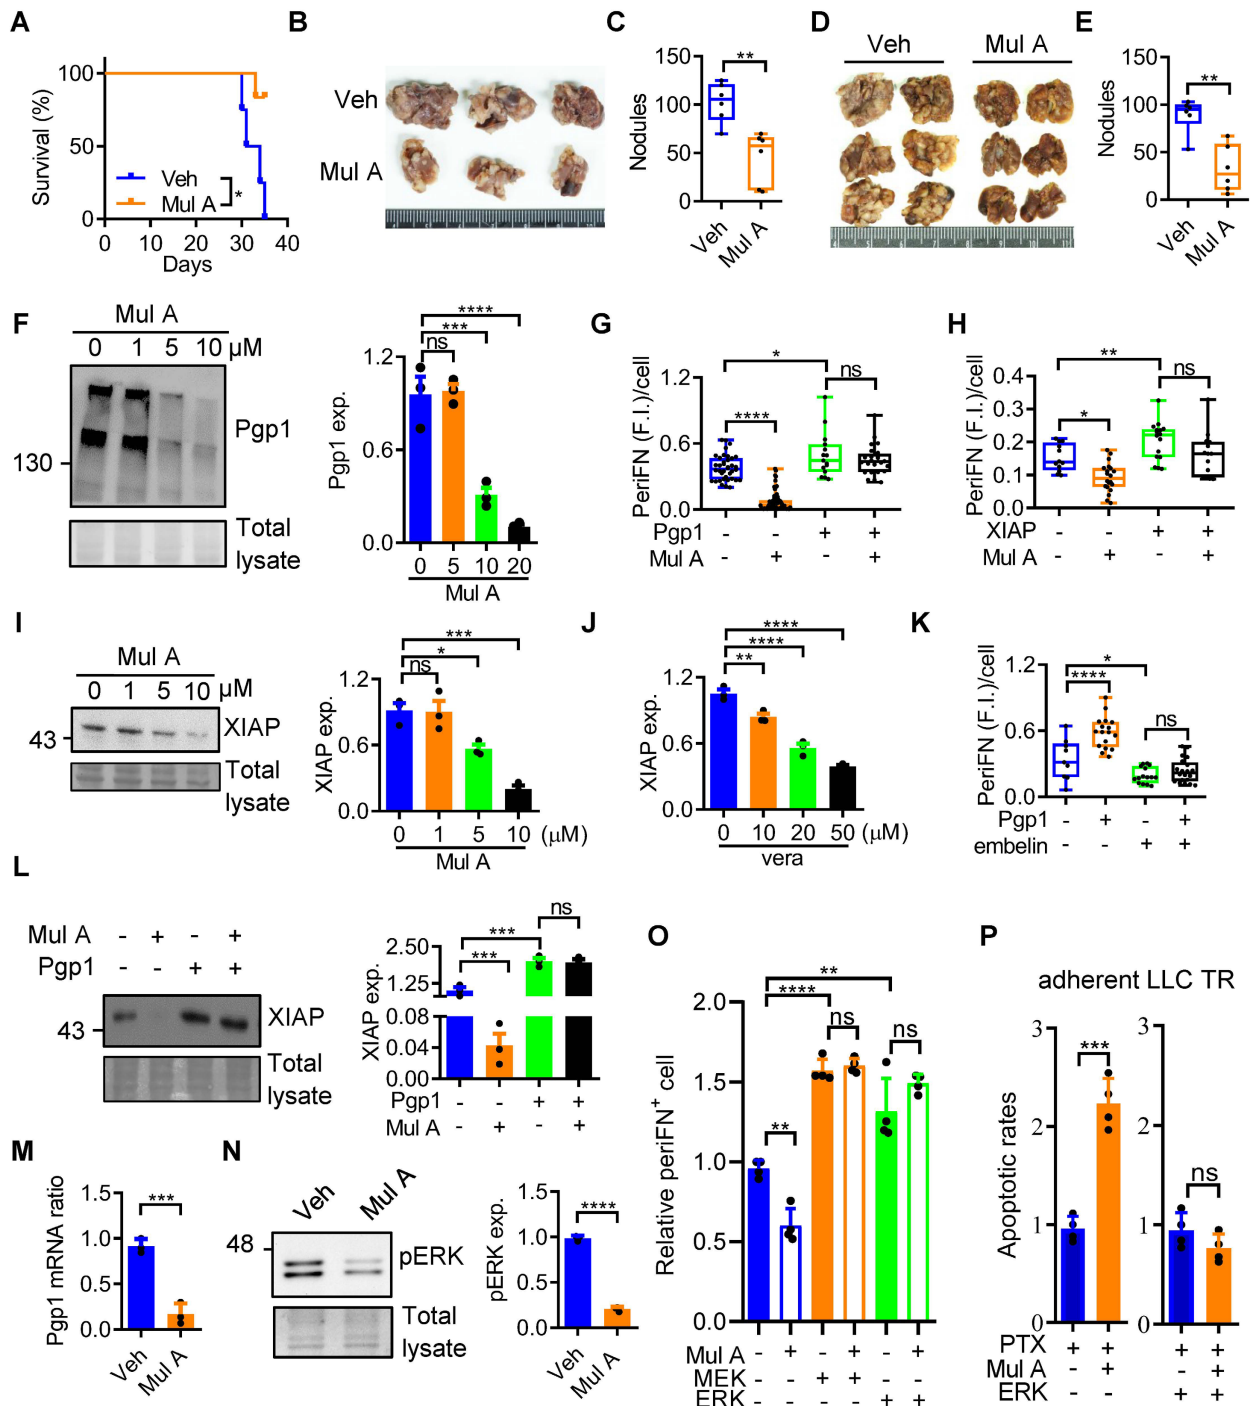 A
Survival (%)
100
50
0
Veh
Mul A
*
0 10 20 30 40
Days
B
Veh
Mul A
C
Nodules
150
100
50
0
**
Veh
Mul A
D
Veh Mul A
E
Nodules
150
100
50
0
**
Veh
Mul A
F
Mul A
0 1 5 10 µM
Pgp1
130
Total
lysate
Pgp1 exp.
1.2
0.6
0.0
****
***
ns
0 5 10 20
Mul A
G
PeriFN (F.I.)/cell
1.2
0.6
0.0
*
ns
****
Pgp1 - - + +
Mul A - + - +
H
PeriFN (F.I.)/cell
0.4
0.3
0.2
0.1
0.0
**
ns
*
XIAP - - + +
Mul A - + - +
I
Mul A
0 1 5 10 µM
XIAP
43
Total
lysate
XIAP exp.
1.2
0.6
0.0
***
*
ns
0 1 5 10 (µM)
Mul A
J
XIAP exp.
1.2
0.6
0.0
****
****
**
0 10 20 50 (µM)
vera
K
PeriFN (F.I.)/cell
1.2
0.6
0.0
*
****
ns
Pgp1 - + - +
embelin - - + +
L
Mul A - + - +
Pgp1 - - + +
XIAP
43
Total
lysate
XIAP exp.
2.50
1.25
0.08
0.04
0.00
ns
***
***
Pgp1 - - + +
Mul A - + - +
M
Pgp1 mRNA ratio
1.5
1.0
0.5
0.0
***
Veh
Mul A
N
Veh Mul A
48
pERK
Total
lysate
pERK exp.
1.5
1.0
0.5
0.0
****
Veh
Mul A
O
Relative periFN+ cell
2.0
1.5
1.0
0.5
0.0
**
****
ns
ns
**
Mul A - + - + - +
MEK - - + + - -
ERK - - - - + +
P
adherent LLC TR
Apoptotic rates
3
2
1
0
***
3
2
1
0
ns
PTX + + + +
Mul A - + - +
ERK - - + +